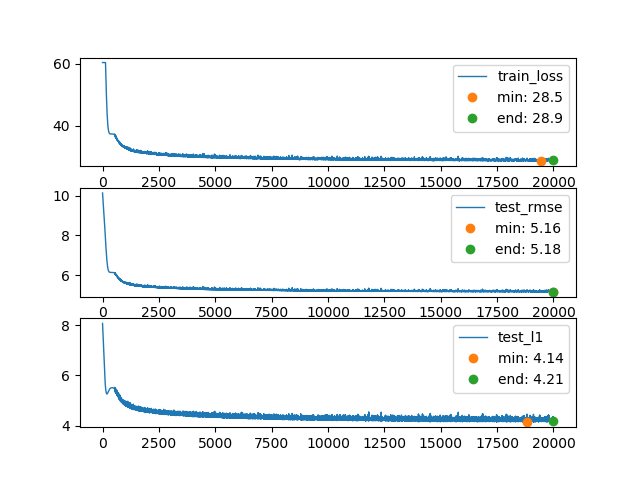 60
40
train_loss
min: 28.5
end: 28.9
0 2500 5000 7500 10000 12500 15000 17500 20000
10
8
6
test_rmse
min: 5.16
end: 5.18
0 2500 5000 7500 10000 12500 15000 17500 20000
8
6
4
test_l1
min: 4.14
end: 4.21
0 2500 5000 7500 10000 12500 15000 17500 20000